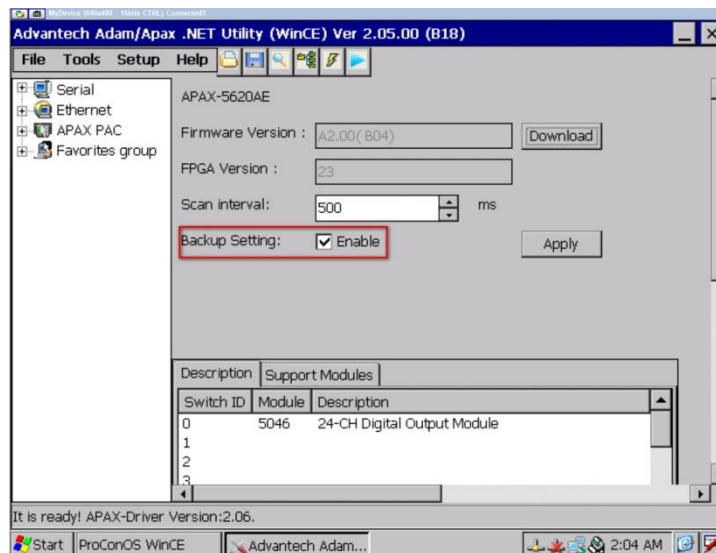 MyDevice (640x480 - 16bits CTRL) Connected!!
Advantech Adam/Apax .NET Utility (WinCE) Ver 2.05.00 (B18)
File Tools Setup Help
Serial
Ethernet
APAX PAC
Favorites group
APAX-5620AE
Firmware Version : A2.00( B04) Download
FPGA Version : 23
Scan interval: 500 ms
Backup Setting: Enable Apply
Description Support Modules
Switch ID Module Description
0 5046 24-CH Digital Output Module
1
2
3
It is ready! APAX-Driver Version:2.06.
Start ProConOS WinCE Advantech Adam... 2:04 AM